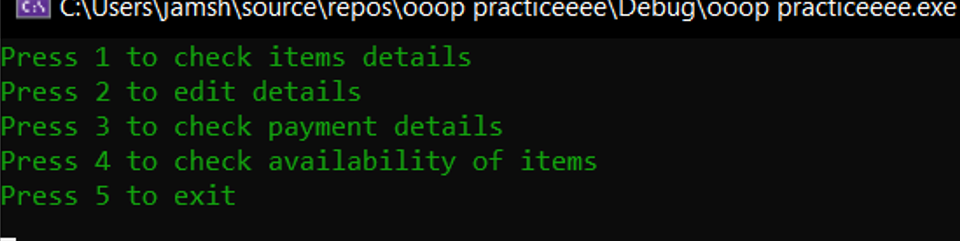 C:\Users\jamsh\source\repos\ooop practiceeee\Debug\ooop practiceeee.exe
Press 1 to check items details
Press 2 to edit details
Press 3 to check payment details
Press 4 to check availability of items
Press 5 to exit